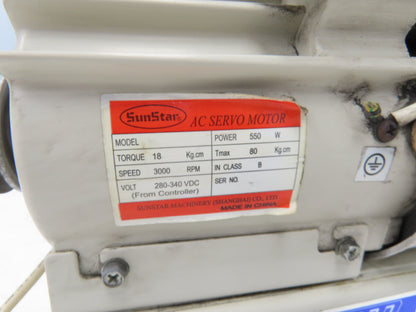 SunStar AC SERVO MOTOR
MODEL POWER 550 W
TORQUE 18 Kg.cm Tmax 80 Kg.cm
SPEED 3000 RPM IN CLASS B
VOLT 280-340 VDC SER NO.
(From Controller)
SUNSTAR MACHINERY (SHANGHAI) CO., LTD.
MADE IN CHINA